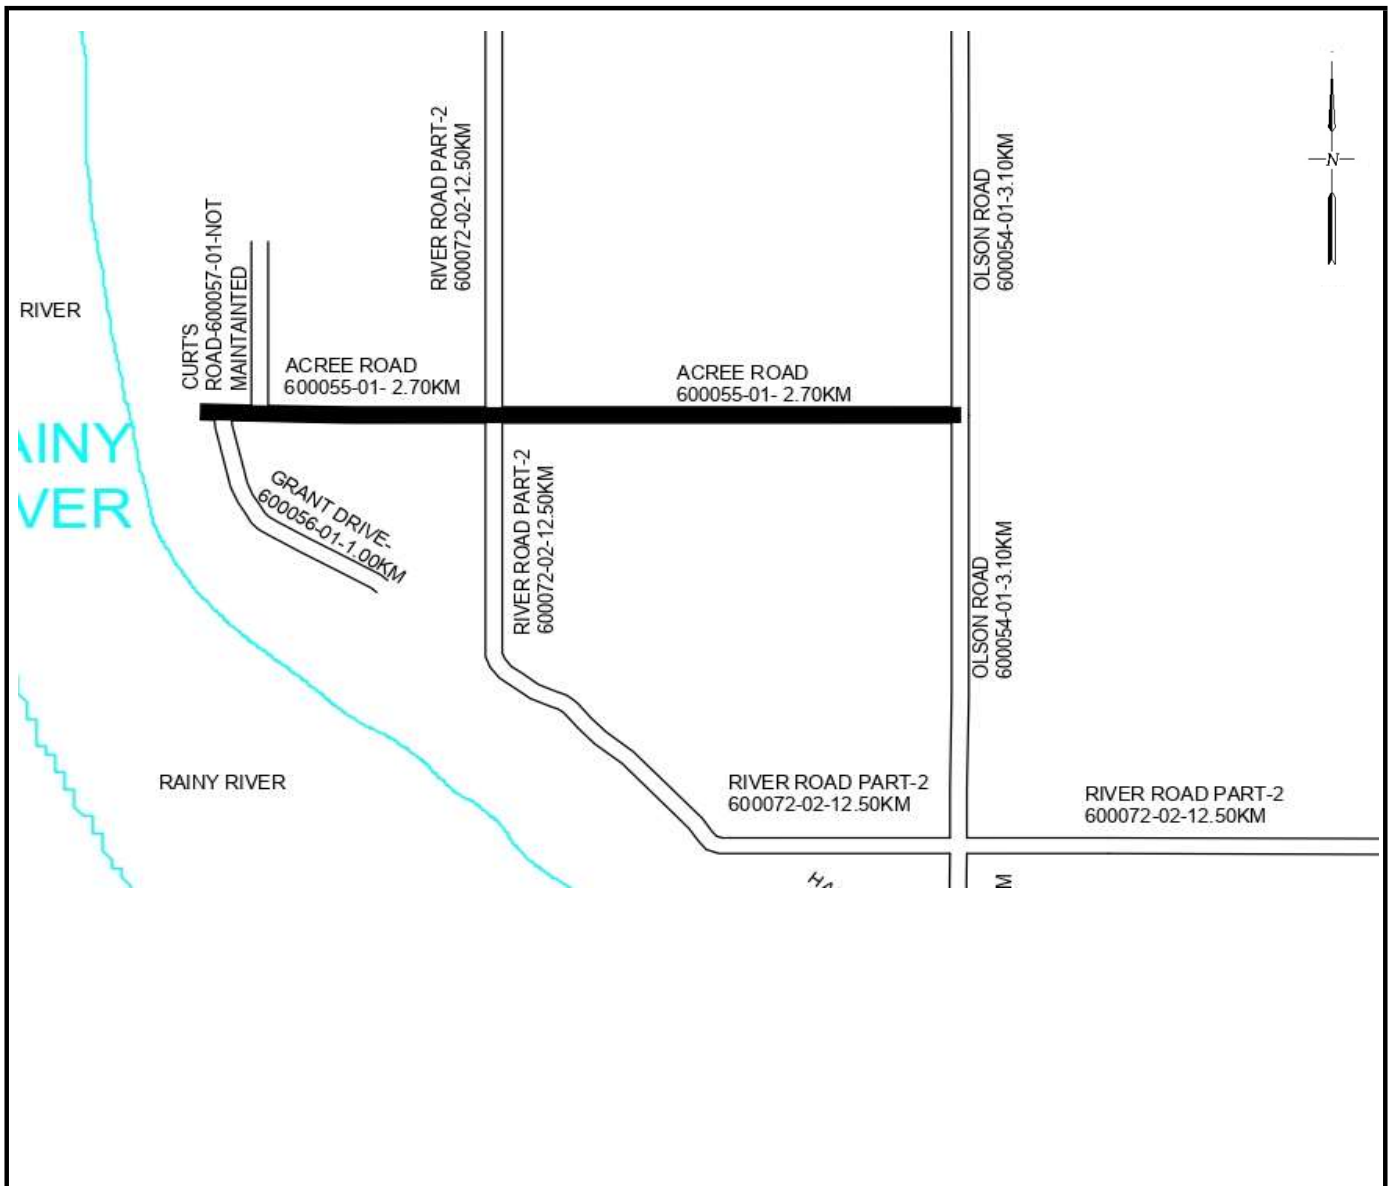 RIVER ROAD PART-2
600072-02-12.50KM
OLSON ROAD
600054-01-3.10KM
N
CURT'S
ROAD-600057-01-NOT
MAINTAINTED
RIVER
ACREE ROAD
600055-01- 2.70KM
ACREE ROAD
600055-01- 2.70KM
AINY
VER
GRANT DRIVE-
600056-01-1.00KM
RIVER ROAD PART-2
600072-02-12.50KM
OLSON ROAD
600054-01-3.10KM
RAINY RIVER
RIVER ROAD PART-2
600072-02-12.50KM
RIVER ROAD PART-2
600072-02-12.50KM
M